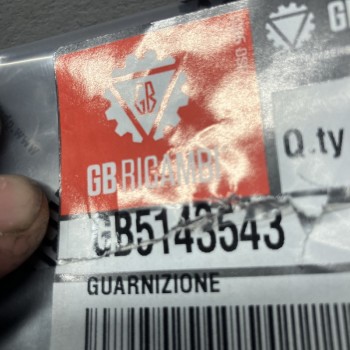 GB
GB RICAMBI
Q.ty
GB5143543
GUARNIZIONE